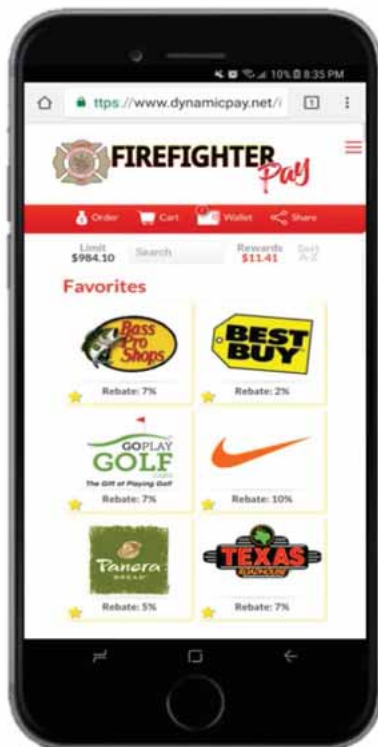 10% 8:35 PM
ttps://www.dynamicpay.net/i 1
FIREFIGHTER
Pay
Order Cart Wallet Share
Limit Search Rewards Sort
$984.10 $11.41 A-Z
Favorites
Bass
Pro
Shops
Rebate: 7%
BEST
BUY
Rebate: 2%
GOPLAY
GOLF
.COM
The Gift of Playing Golf
Rebate: 7%
Rebate: 10%
Panera
BREAD
Rebate: 5%
TEXAS
ROADHOUSE
Rebate: 7%